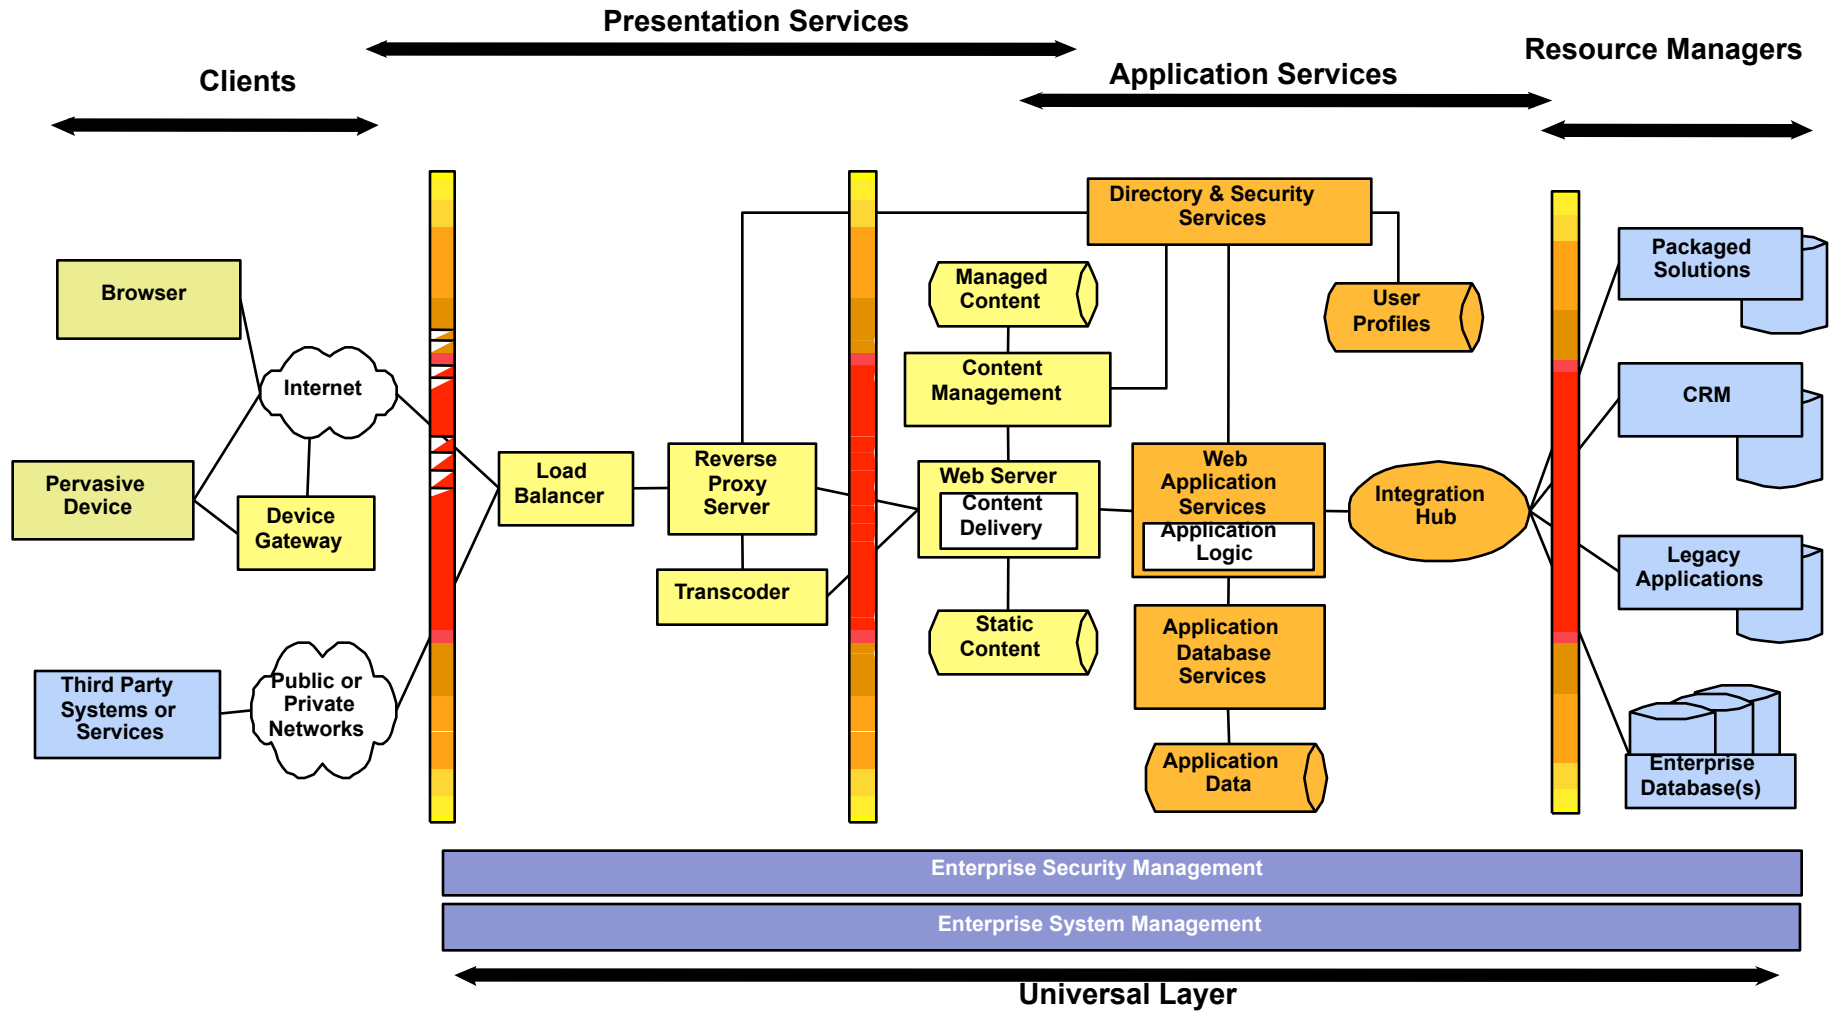 Presentation Services
Resource Managers
Clients
Application Services
Directory & Security
Services
Packaged
Solutions
Browser
Managed
Content
User
Profiles
Internet
Content
Management
CRM
Pervasive
Device
Device
Gateway
Load
Balancer
Reverse
Proxy
Server
Web Server
Content
Delivery
Web
Application
Services
Application
Logic
Integration
Hub
Legacy
Applications
Transcoder
Static
Content
Application
Database
Services
Third Party
Systems or
Services
Public or
Private
Networks
Application
Data
Enterprise
Database(s)
Enterprise Security Management
Enterprise System Management
Universal Layer